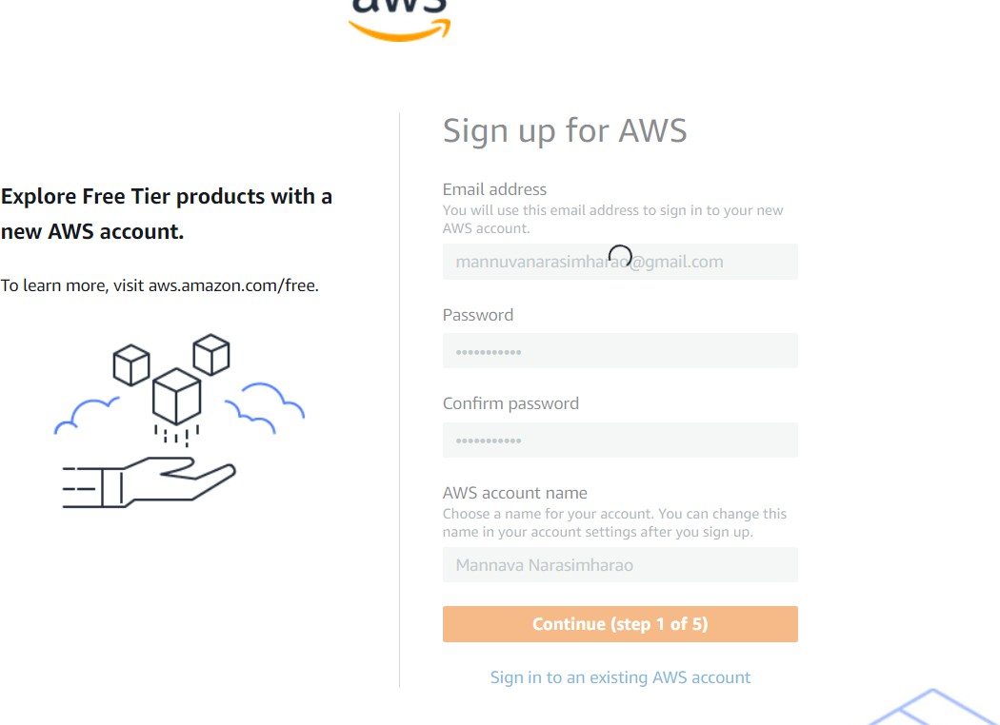 aws
Explore Free Tier products with a
new AWS account.
To learn more, visit aws.amazon.com/free.
Sign up for AWS
Email address
You will use this email address to sign in to your new
AWS account.
mannuvanarasimharao@gmail.com
Password
•••••••••••
Confirm password
•••••••••••
AWS account name
Choose a name for your account. You can change this
name in your account settings after you sign up.
Mannava Narasimharao
Continue (step 1 of 5)
Sign in to an existing AWS account